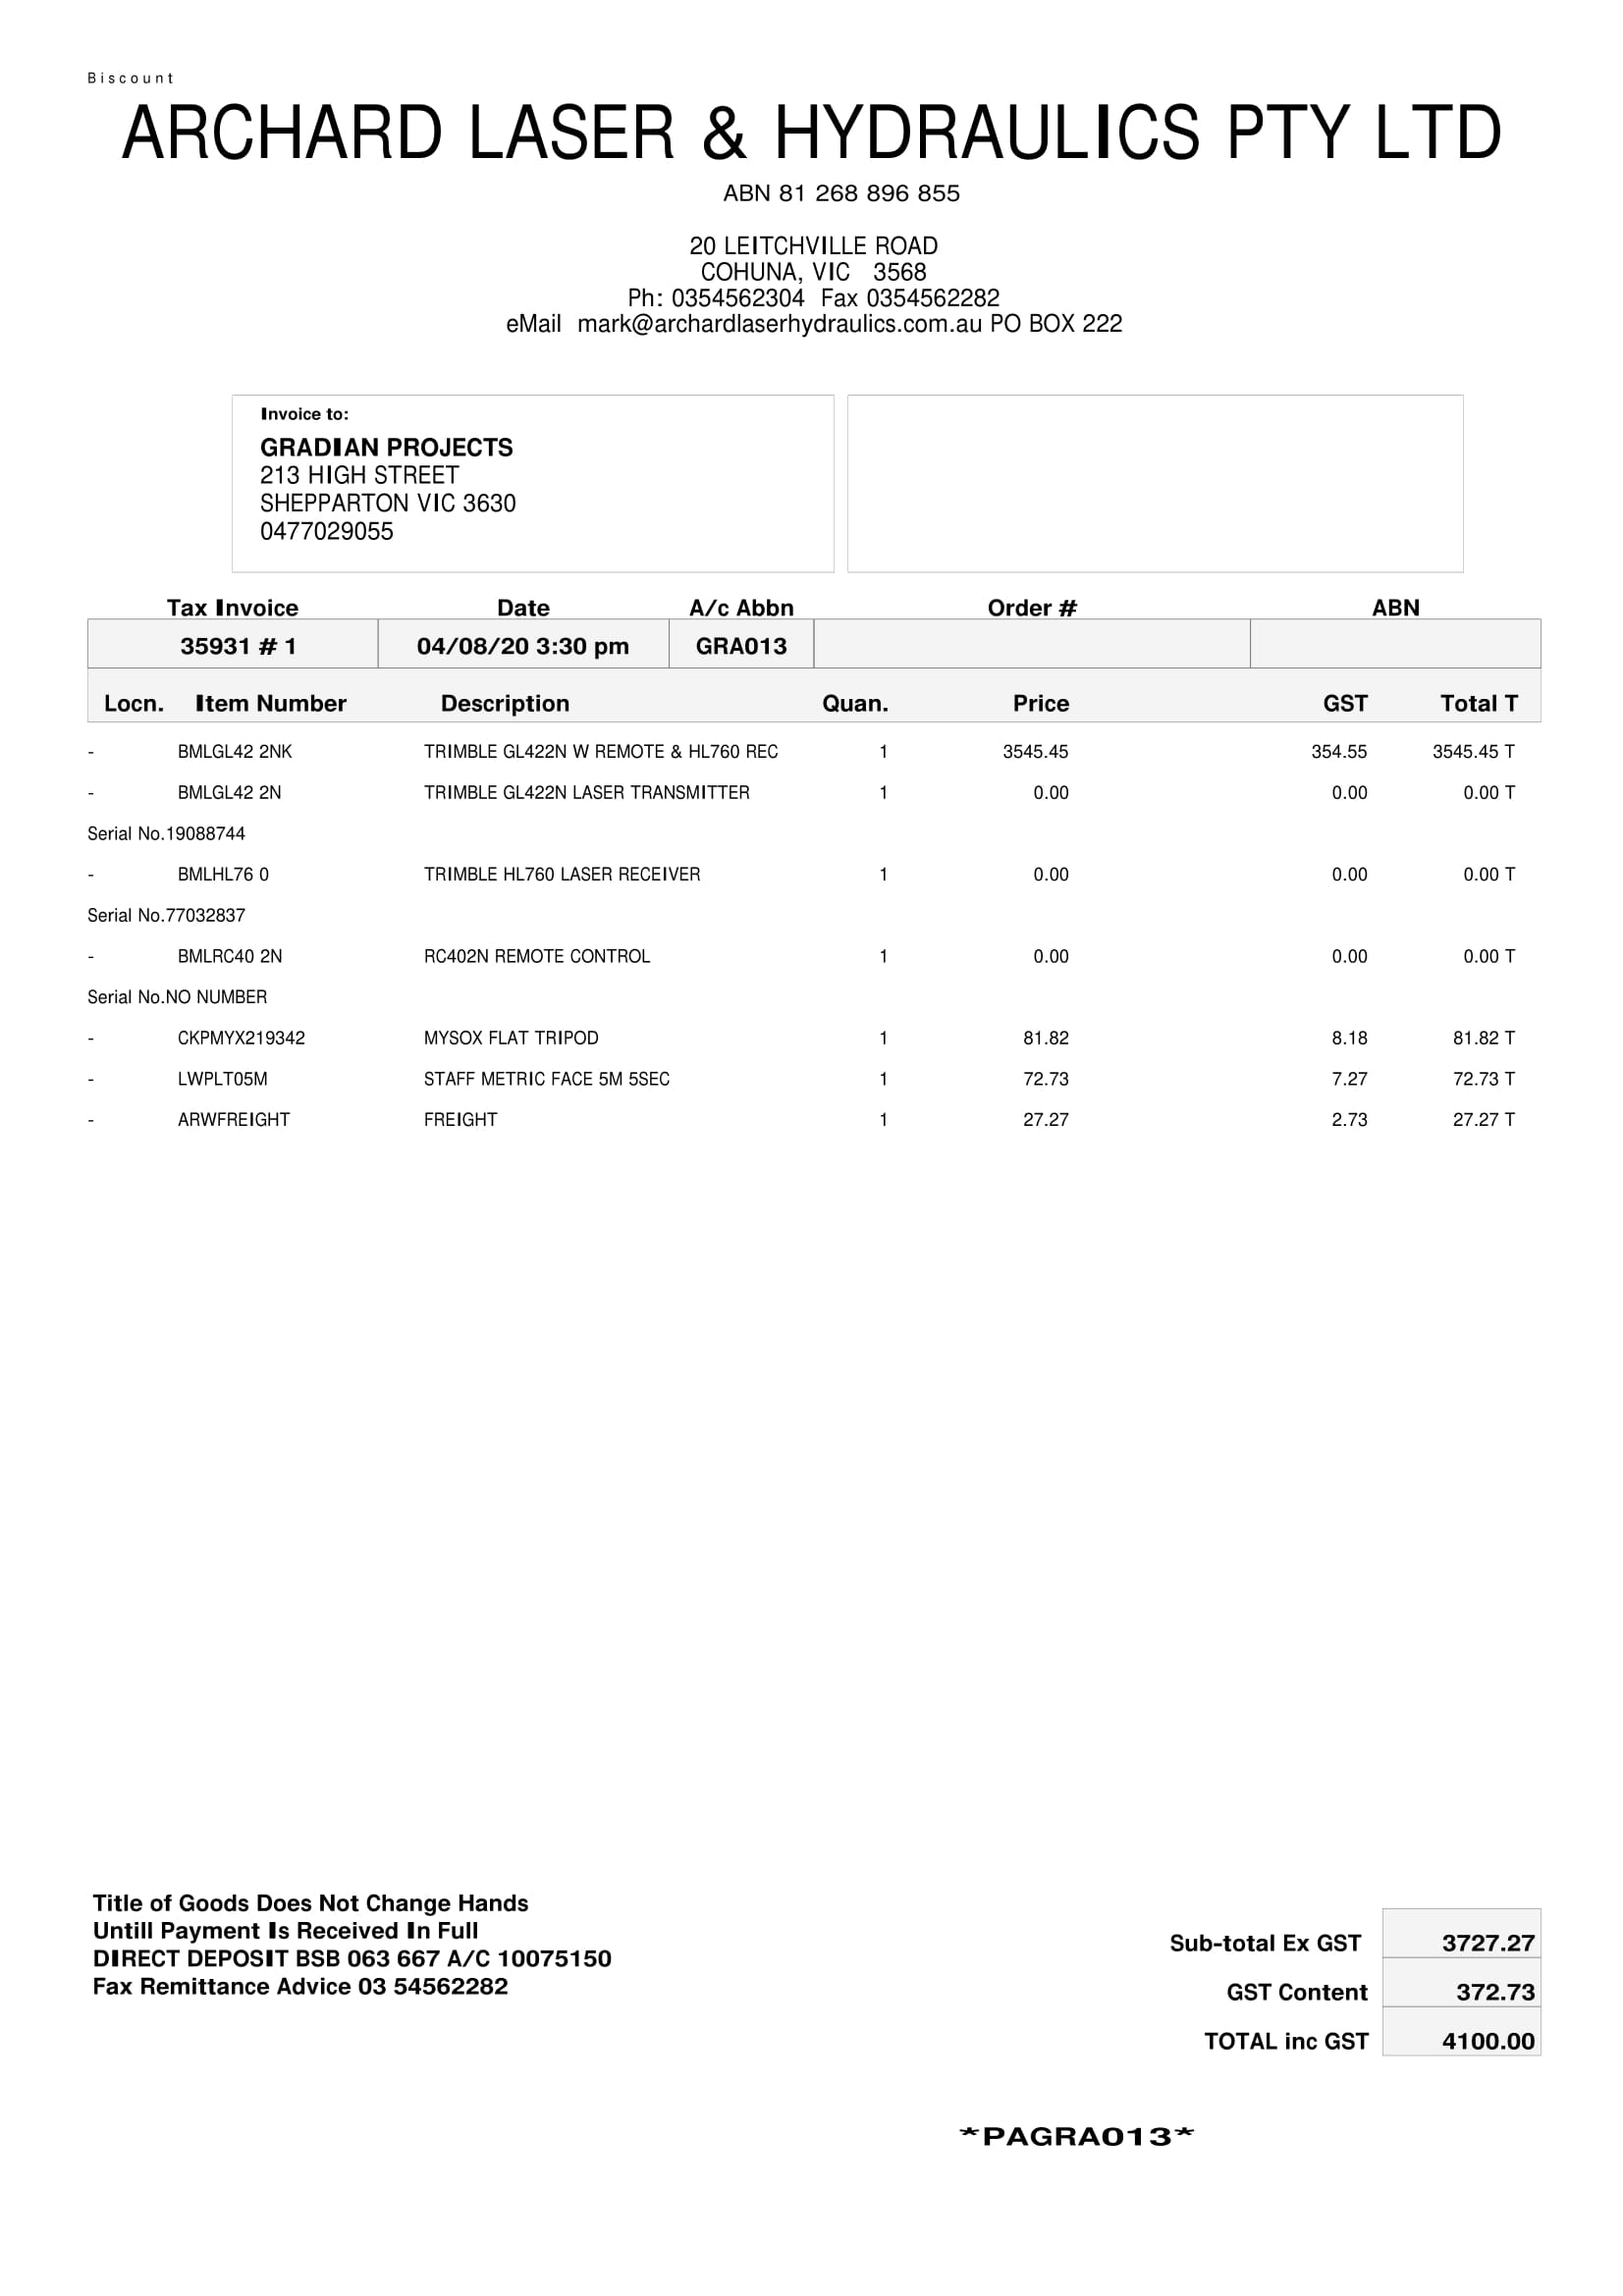 Biscount
ARCHARD LASER & HYDRAULICS PTY LTD
ABN 81 268 896 855
20 LEITCHVILLE ROAD
COHUNA, VIC 3568
Ph: 0354562304 Fax 0354562282
eMail mark@archardlaserhydraulics.com.au PO BOX 222
Invoice to:
GRADIAN PROJECTS
213 HIGH STREET
SHEPPARTON VIC 3630
0477029055
Tax Invoice Date A/c Abbn Order # ABN
35931 # 1 04/08/20 3:30 pm GRA013
Locn. Item Number Description Quan. Price GST Total T
- BMLGL42 2NK TRIMBLE GL422N W REMOTE & HL760 REC 1 3545.45 354.55 3545.45 T
- BMLGL42 2N TRIMBLE GL422N LASER TRANSMITTER 1 0.00 0.00 0.00 T
Serial No.19088744
- BMLHL76 0 TRIMBLE HL760 LASER RECEIVER 1 0.00 0.00 0.00 T
Serial No.77032837
- BMLRC40 2N RC402N REMOTE CONTROL 1 0.00 0.00 0.00 T
Serial No.NO NUMBER
- CKPMYX219342 MYSOX FLAT TRIPOD 1 81.82 8.18 81.82 T
- LWPLT05M STAFF METRIC FACE 5M 5SEC 1 72.73 7.27 72.73 T
- ARWFREIGHT FREIGHT 1 27.27 2.73 27.27 T
Title of Goods Does Not Change Hands
Untill Payment Is Received In Full
DIRECT DEPOSIT BSB 063 667 A/C 10075150
Fax Remittance Advice 03 54562282
Sub-total Ex GST 3727.27
GST Content 372.73
TOTAL inc GST 4100.00
*PAGRA013*